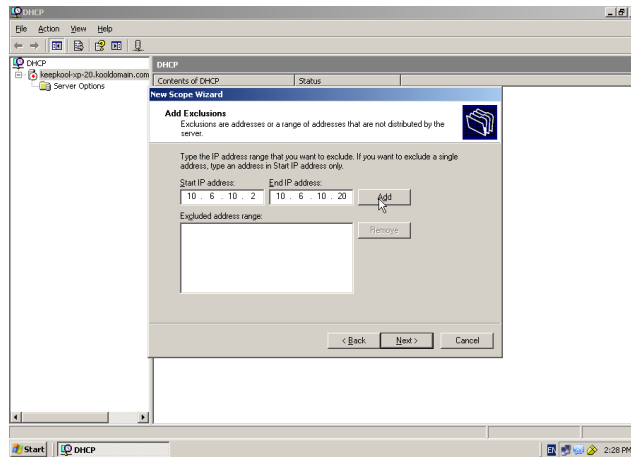 DHCP
File Action View Help
DHCP
keepkool-xp-20.kooldomain.com
Server Options
DHCP
Contents of DHCP Status
New Scope Wizard
Add Exclusions
Exclusions are addresses or a range of addresses that are not distributed by the
server.
Type the IP address range that you want to exclude. If you want to exclude a single
address, type an address in Start IP address only.
Start IP address: End IP address:
10 . 6 . 10 . 2 10 . 6 . 10 . 20 Add
Excluded address range:
Remove
< Back Next > Cancel
Start DHCP EN 2:28 PM